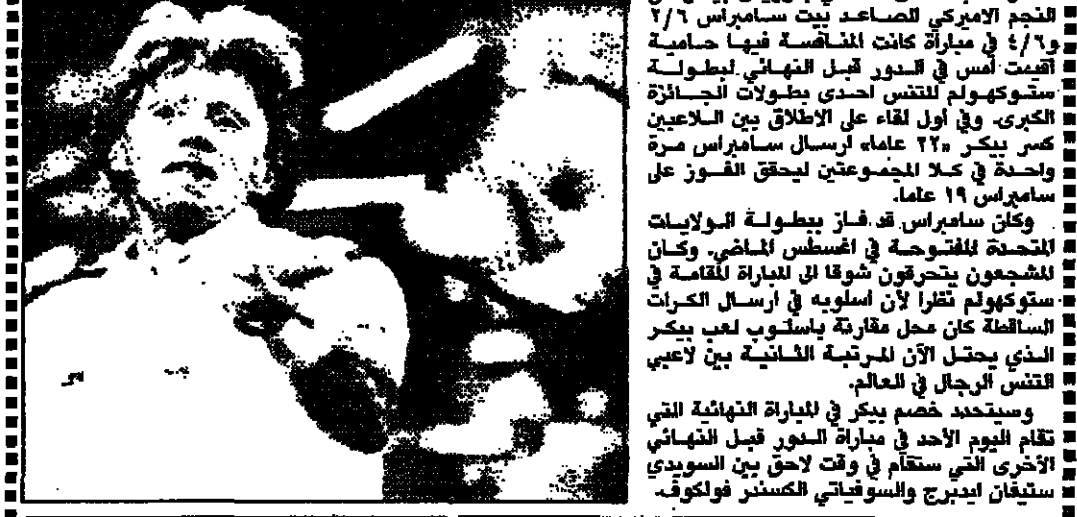 النجم الاميركي الصاعد بيت سامبراس ٢/٦
و٤/٦ في مباراة كانت المنافسة فيها حامية
أقيمت أمس في الدور قبل النهائي لبطولة
ستوكهولم للتنس احدى بطولات الجائزة
الكبرى. وفي أول لقاء على الاطلاق بين اللاعبين
كسر بيكر «٢٢ عاما» ارسال سامبراس مرة
واحدة في كلا المجموعتين ليحقق الفوز على
سامبراس ١٩ عاما.
وكان سامبراس قد فاز ببطولة الولايات
المتحدة المفتوحة في اغسطس الماضي. وكان
المشجعون يتحرقون شوقا الى المباراة المقامة في
ستوكهولم نظرا لأن اسلوبه في ارسال الكرات
الساقطة كان محل مقارنة باسلوب لعب بيكر
الذي يحتل الآن المرتبة الثانية بين لاعبي
التنس الرجال في العالم.
وسيتحدد خصم بيكر في المباراة النهائية التي
تقام اليوم الأحد في مباراة الدور قبل النهائي
الأخرى التي ستقام في وقت لاحق بين السويدي
ستيفان ايدبرج والسوفياتي الكسندر فولكوف.